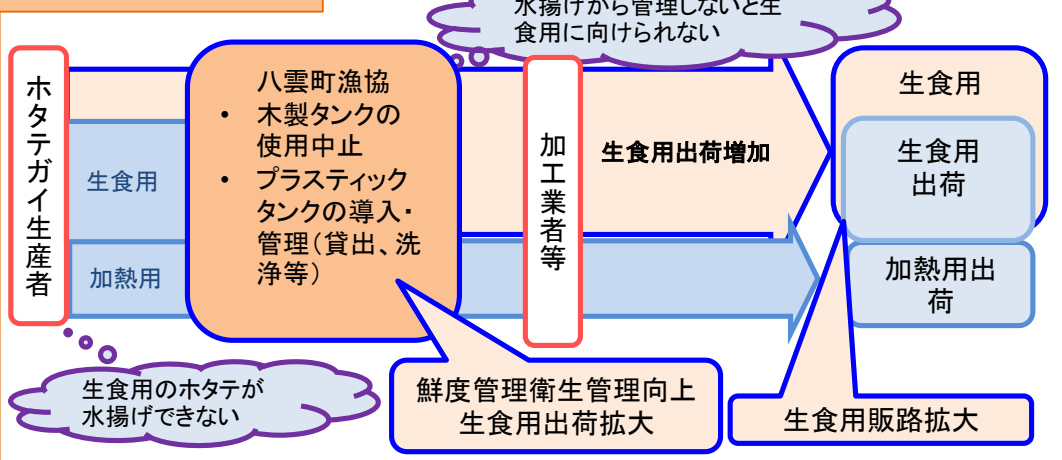 水揚げから管理しないと生
食用に向けられない
ホタテガイ生産者
生食用
加熱用
八雲町漁協
• 木製タンクの
使用中止
• プラスティック
タンクの導入・
管理(貸出、洗
浄等)
加工業者等
生食用出荷増加
生食用
生食用
出荷
加熱用出
荷
生食用のホタテが
水揚げできない
鮮度管理衛生管理向上
生食用出荷拡大
生食用販路拡大